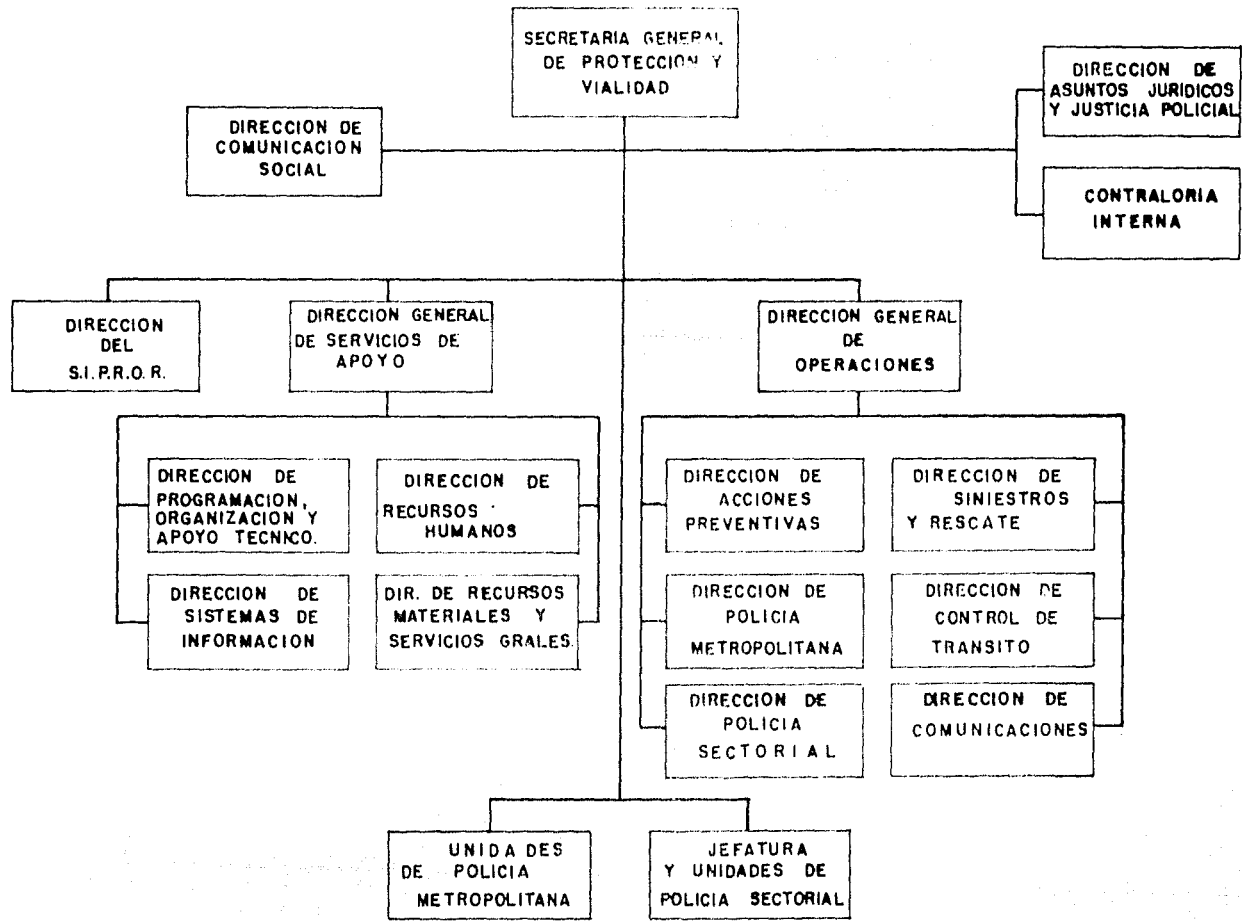 SECRETARIA GENERAL
DE PROTECCION Y
VIALIDAD
DIRECCION DE
ASUNTOS JURIDICOS
Y JUSTICIA POLICIAL
DIRECCION DE
COMUNICACION
SOCIAL
CONTRALORIA
INTERNA
DIRECCION
DEL
S.I.P.R.O.R.
DIRECCION GENERAL
DE SERVICIOS DE
APOYO
DIRECCION GENERAL
DE
OPERACIONES
DIRECCION DE
PROGRAMACION,
ORGANIZACION Y
APOYO TECNICO.
DIRECCION DE
RECURSOS
HUMANOS
DIRECCION DE
SISTEMAS DE
INFORMACION
DIR. DE RECURSOS
MATERIALES Y
SERVICIOS GRALES.
DIRECCION DE
ACCIONES
PREVENTIVAS
DIRECCION DE
SINIESTROS
Y RESCATE
DIRECCION DE
POLICIA
METROPOLITANA
DIRECCION DE
CONTROL DE
TRANSITO
DIRECCION DE
POLICIA
SECTORIAL
DIRECCION DE
COMUNICACIONES
UNIDADES
DE POLICIA
METROPOLITANA
JEFATURA
Y UNIDADES DE
POLICIA SECTORIAL